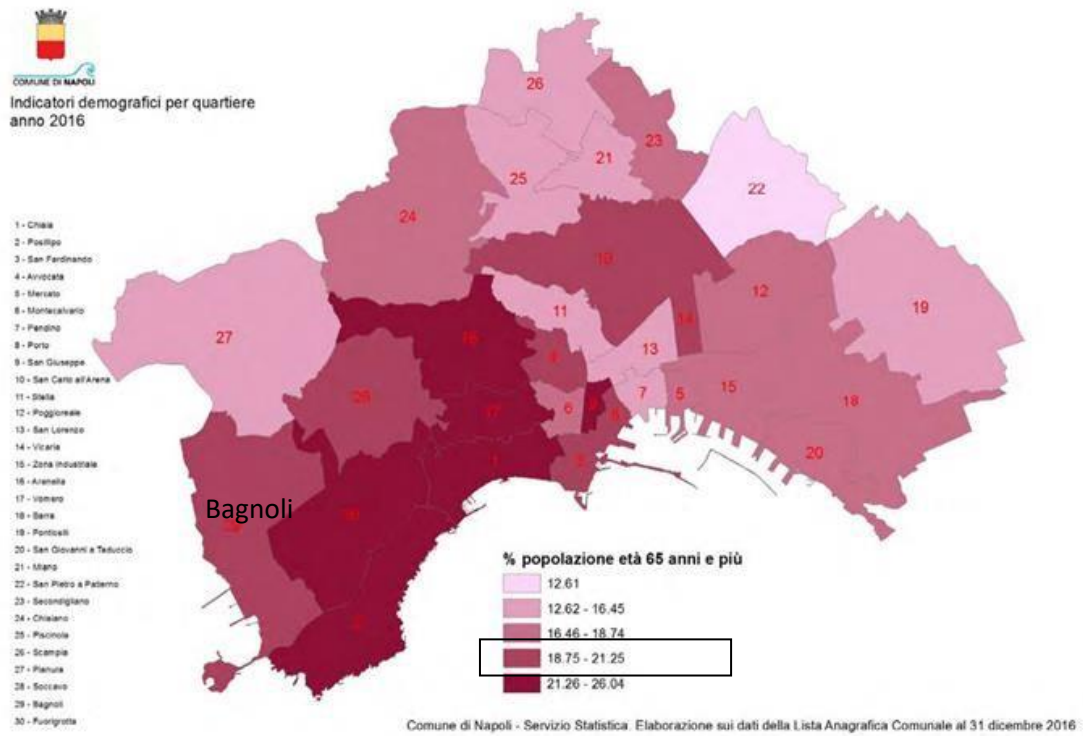 COMUNE DI NAPOLI
Indicatori demografici per quartiere
anno 2016
1 - Chiaia
2 - Posillipo
3 - San Ferdinando
4 - Avvocata
5 - Mercato
6 - Montecalvario
7 - Pendino
8 - Porto
9 - San Giuseppe
10 - San Carlo all'Arena
11 - Stella
12 - Poggioreale
13 - San Lorenzo
14 - Vicaria
15 - Zona Industriale
16 - Arenella
17 - Vomero
18 - Barra
19 - Ponticelli
20 - San Giovanni a Teduccio
21 - Miano
22 - San Pietro a Patierno
23 - Secondigliano
24 - Chiaiano
25 - Piscinola
26 - Scampia
27 - Pianura
28 - Soccavo
29 - Bagnoli
30 - Fuorigrotta
26
23
21
25
22
24
10
12
19
11
14
27
16
13
4
28
7
5
15
18
17
6
1
3
20
Bagnoli
30
% popolazione età 65 anni e più
12.61
12.62 - 16.45
16.46 - 18.74
18.75 - 21.25
21.26 - 26.04
Comune di Napoli - Servizio Statistica. Elaborazione sui dati della Lista Anagrafica Comunale al 31 dicembre 2016